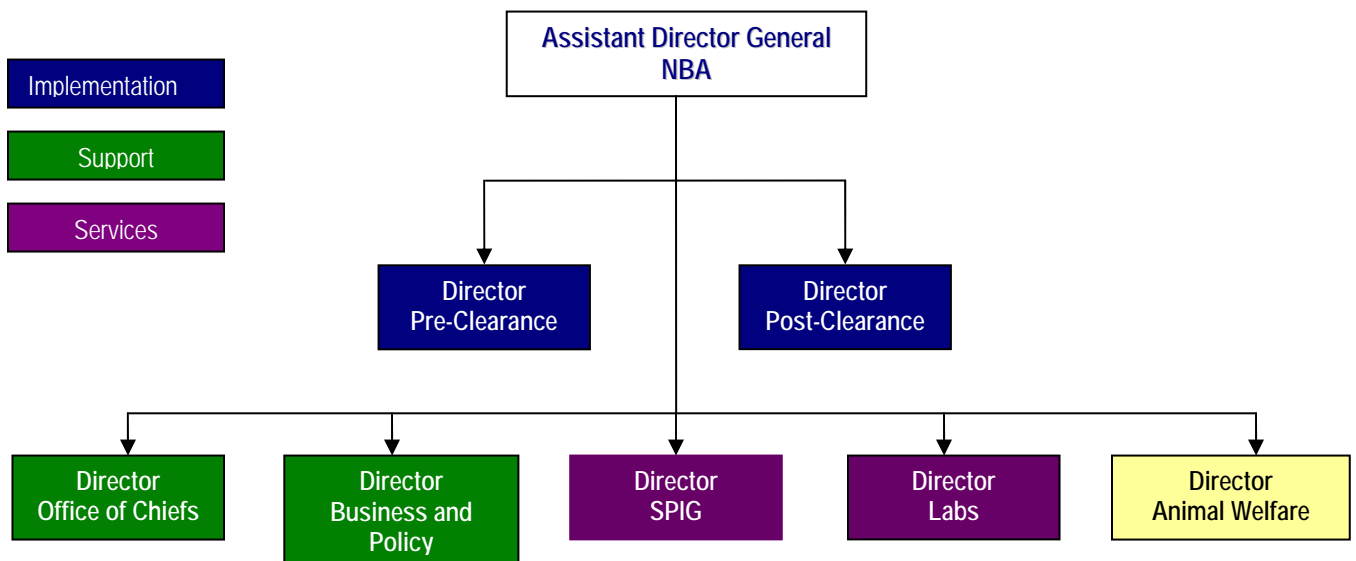 Assistant Director General
NBA
Implementation
Support
Services
Director
Pre-Clearance
Director
Post-Clearance
Director
Office of Chiefs
Director
Business and
Policy
Director
SPIG
Director
Labs
Director
Animal Welfare